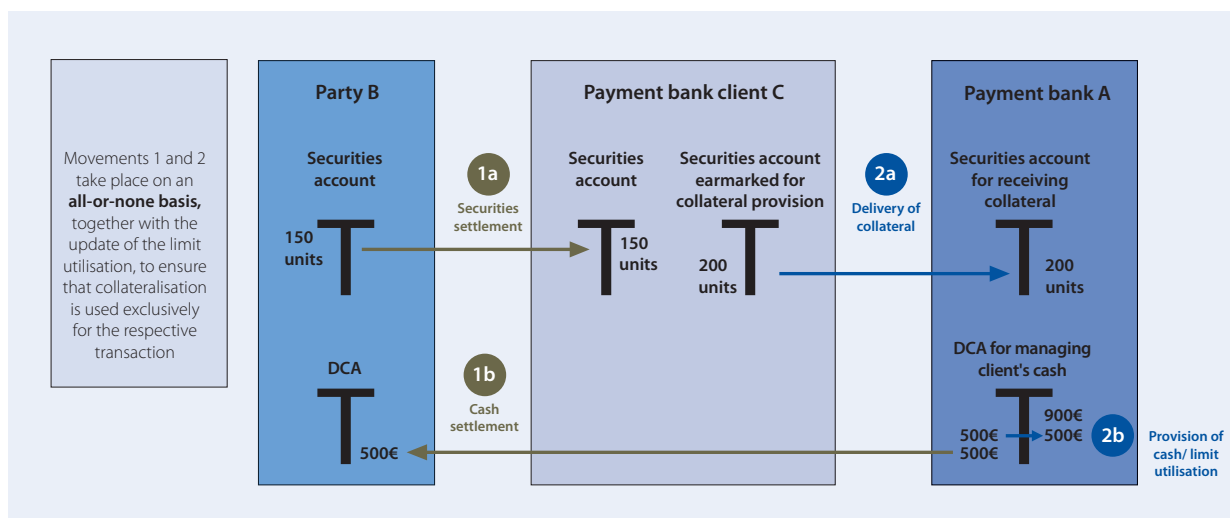 Movements 1 and 2
take place on an
all-or-none basis,
together with the
update of the limit
utilisation, to ensure
that collateralisation
is used exclusively
for the respective
transaction
Party B
Securities
account
150
units
DCA
500€
1a
Securities
settlement
1b
Cash
settlement
Payment bank client C
Securities
account
150
units
Securities account
earmarked for
collateral provision
200
units
2a
Delivery of
collateral
Payment bank A
Securities account
for receiving
collateral
200
units
DCA for managing
client's cash
900€
500€ 500€
500€
2b
Provision of
cash/ limit
utilisation